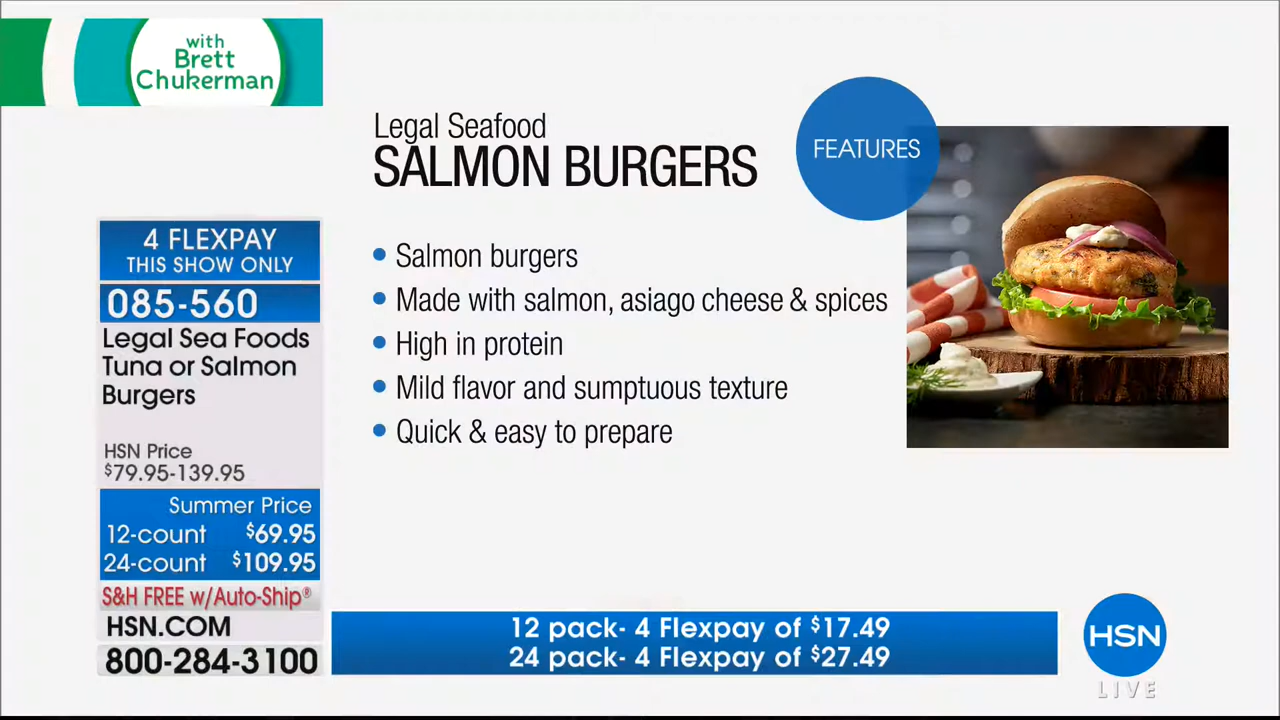 with
Brett
Chukerman
Legal Seafood
SALMON BURGERS
FEATURES
• Salmon burgers
• Made with salmon, asiago cheese & spices
• High in protein
• Mild flavor and sumptuous texture
• Quick & easy to prepare
4 FLEXPAY
THIS SHOW ONLY
085-560
Legal Sea Foods
Tuna or Salmon
Burgers
HSN Price
$79.95-139.95
Summer Price
12-count $69.95
24-count $109.95
S&H FREE w/Auto-Ship®
HSN.COM
800-284-3100
12 pack- 4 Flexpay of $17.49
24 pack- 4 Flexpay of $27.49
HSN
LIVE